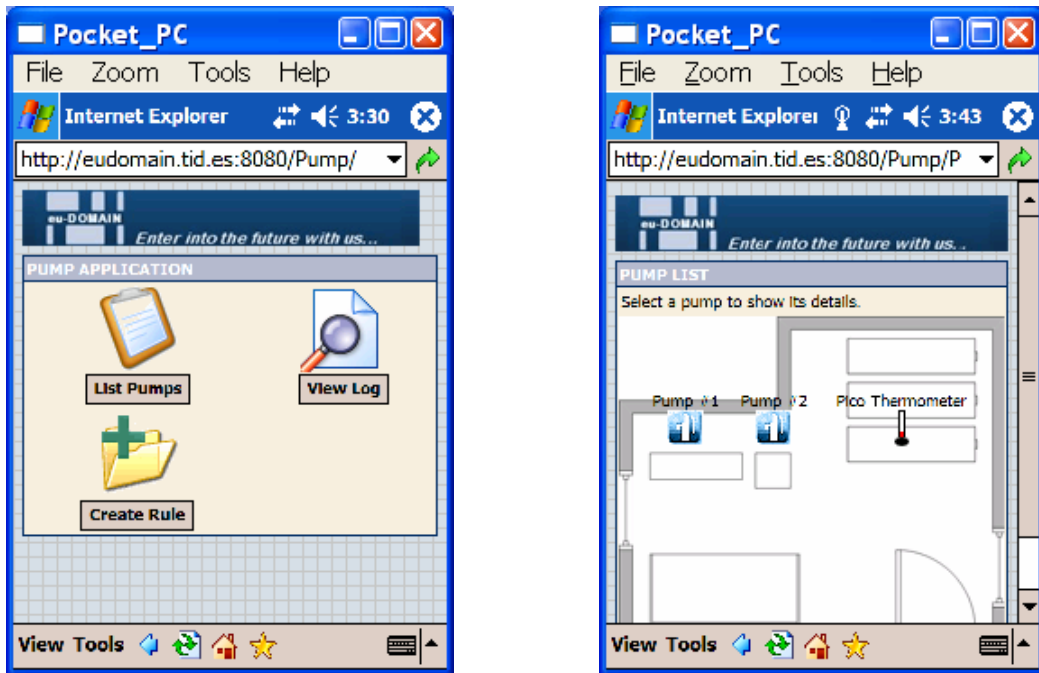 Pocket_PC
File Zoom Tools Help
Internet Explorer 3:30
http://eudomain.tid.es:8080/Pump/
eu-DOMAIN
Enter into the future with us...
PUMP APPLICATION
List Pumps
View Log
Create Rule
View Tools
Pocket_PC
File Zoom Tools Help
Internet Explorer 3:43
http://eudomain.tid.es:8080/Pump/P
eu-DOMAIN
Enter into the future with us...
PUMP LIST
Select a pump to show its details.
Pump #1 Pump #2 Pico Thermometer
View Tools